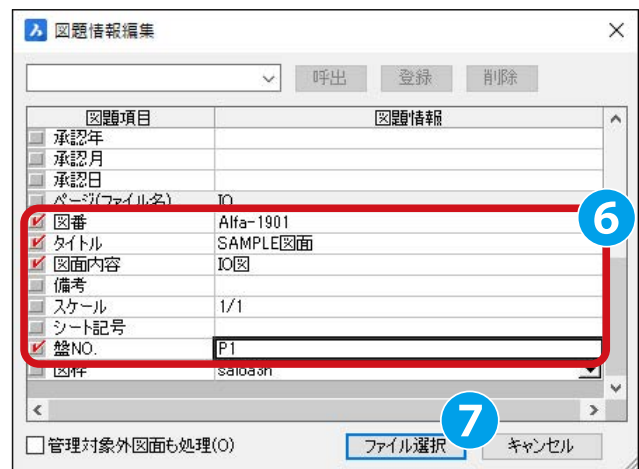 図題情報編集
呼出 登録 削除
図題項目 図題情報
承認年
承認月
承認日
ページ(ファイル名) IO
図番 Alfa-1901
タイトル SAMPLE図面
図面内容 IO図
備考
スケール 1/1
シート記号
盤NO. P1
図枠
6
管理対象外図面も処理(O) ファイル選択 キャンセル
7